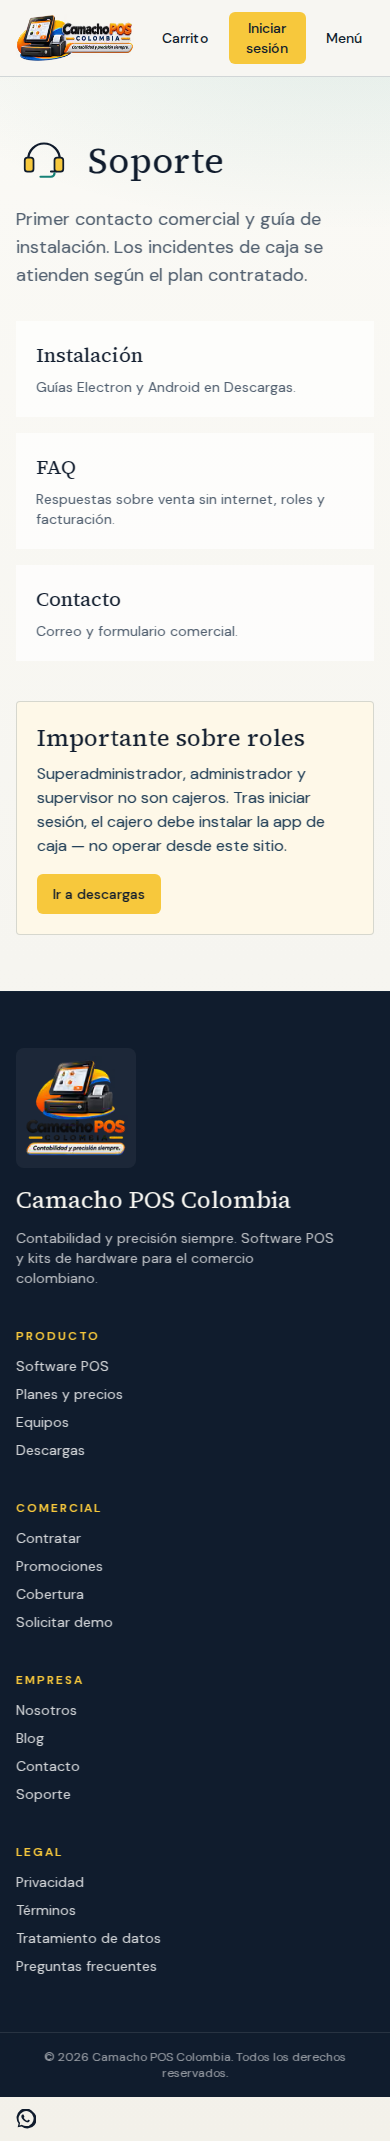 CamachoPOS
COLOMBIA
Contabilidad y precisión siempre.
Carrito
Iniciar
sesión
Menú
Soporte
Primer contacto comercial y guía de
instalación. Los incidentes de caja se
atienden según el plan contratado.
Instalación
Guías Electron y Android en Descargas.
FAQ
Respuestas sobre venta sin internet, roles y
facturación.
Contacto
Correo y formulario comercial.
Importante sobre roles
Superadministrador, administrador y
supervisor no son cajeros. Tras iniciar
sesión, el cajero debe instalar la app de
caja — no operar desde este sitio.
Ir a descargas
CamachoPOS
COLOMBIA
Contabilidad y precisión siempre.
Camacho POS Colombia
Contabilidad y precisión siempre. Software POS
y kits de hardware para el comercio
colombiano.
PRODUCTO
Software POS
Planes y precios
Equipos
Descargas
COMERCIAL
Contratar
Promociones
Cobertura
Solicitar demo
EMPRESA
Nosotros
Blog
Contacto
Soporte
LEGAL
Privacidad
Términos
Tratamiento de datos
Preguntas frecuentes
© 2026 Camacho POS Colombia. Todos los derechos
reservados.